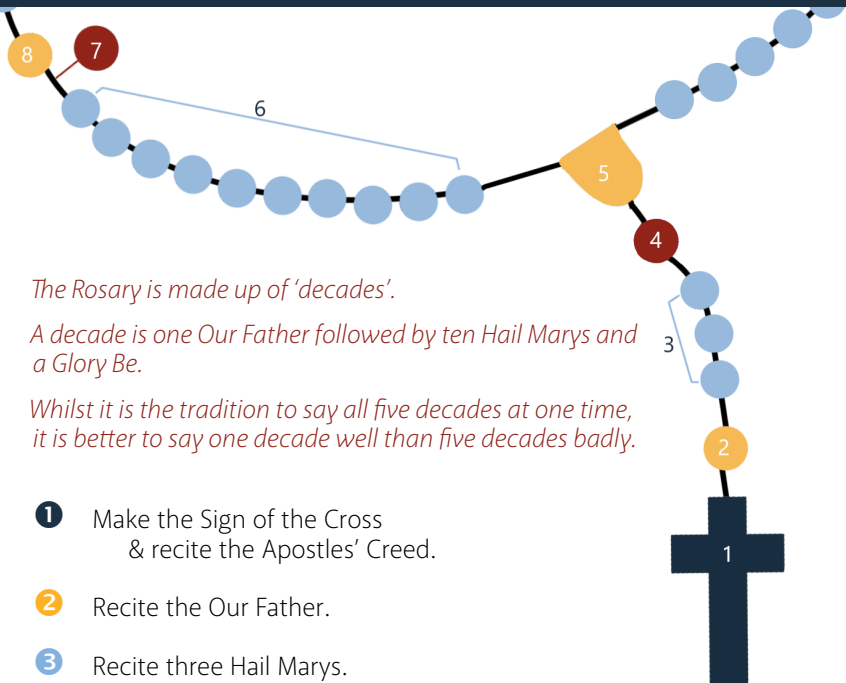 8
7
6
5
4
The Rosary is made up of ‘decades’.
A decade is one Our Father followed by ten Hail Marys and
a Glory Be.
3
Whilst it is the tradition to say all five decades at one time,
it is better to say one decade well than five decades badly.
2
1 Make the Sign of the Cross
& recite the Apostles’ Creed.
1
2 Recite the Our Father.
3 Recite three Hail Marys.